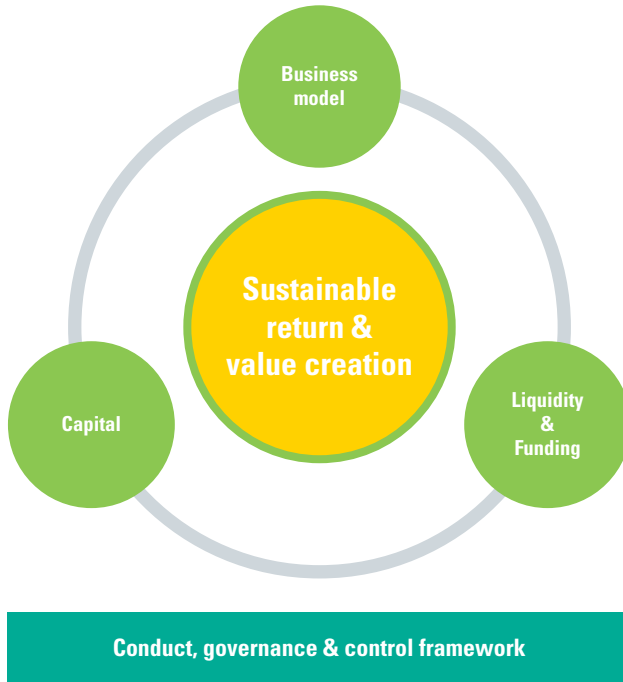 Business
model
Sustainable
return &
value creation
Capital
Liquidity
&
Funding
Conduct, governance & control framework